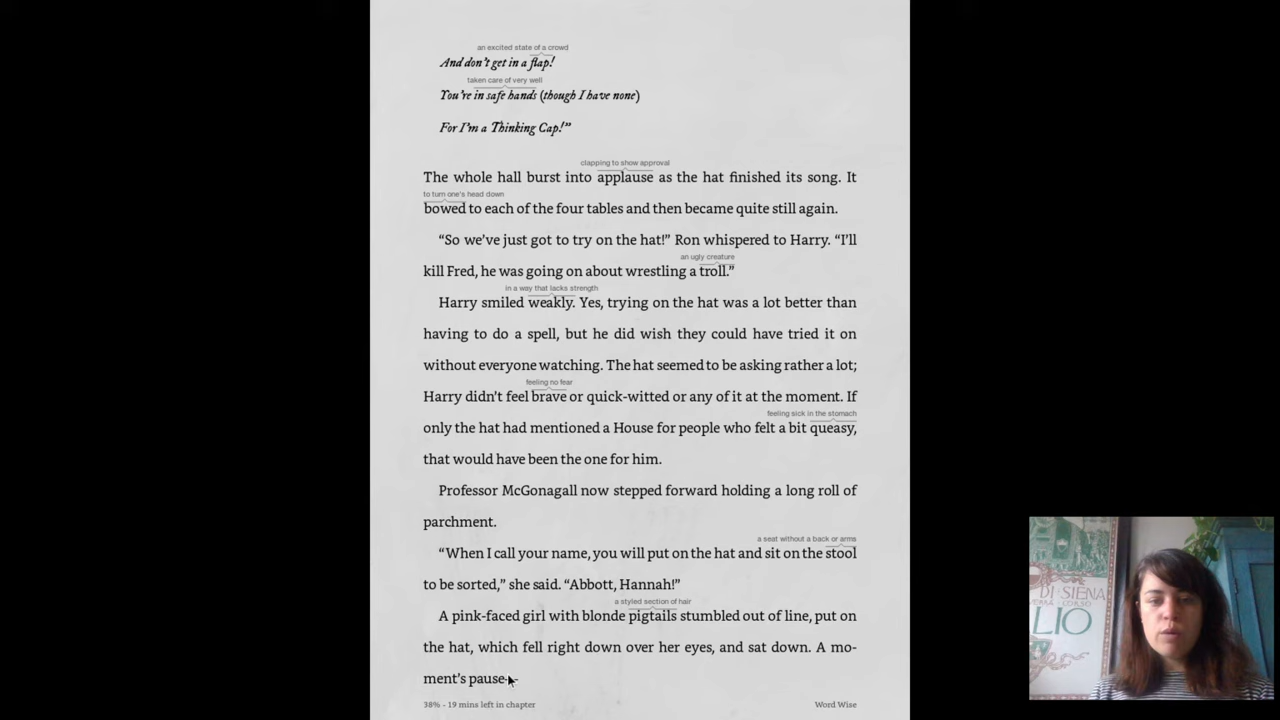 an excited state of a crowd
And don't get in a flap!
taken care of very well
You're in safe hands (though I have none)
For I'm a Thinking Cap!”
clapping to show approval
The whole hall burst into applause as the hat finished its song. It
to turn one's head down
bowed to each of the four tables and then became quite still again.
“So we've just got to try on the hat!” Ron whispered to Harry. “I'll
an ugly creature
kill Fred, he was going on about wrestling a troll.”
in a way that lacks strength
Harry smiled weakly. Yes, trying on the hat was a lot better than
having to do a spell, but he did wish they could have tried it on
without everyone watching. The hat seemed to be asking rather a lot;
feeling no fear
Harry didn't feel brave or quick-witted or any of it at the moment. If
feeling sick in the stomach
only the hat had mentioned a House for people who felt a bit queasy,
that would have been the one for him.
Professor McGonagall now stepped forward holding a long roll of
parchment.
a seat without a back or arms
“When I call your name, you will put on the hat and sit on the stool
to be sorted,” she said. “Abbott, Hannah!”
a styled section of hair
A pink-faced girl with blonde pigtails stumbled out of line, put on
the hat, which fell right down over her eyes, and sat down. A mo-
ment's pause—
38% - 19 mins left in chapter
Word Wise
DI SIENA
CORSO
LIO